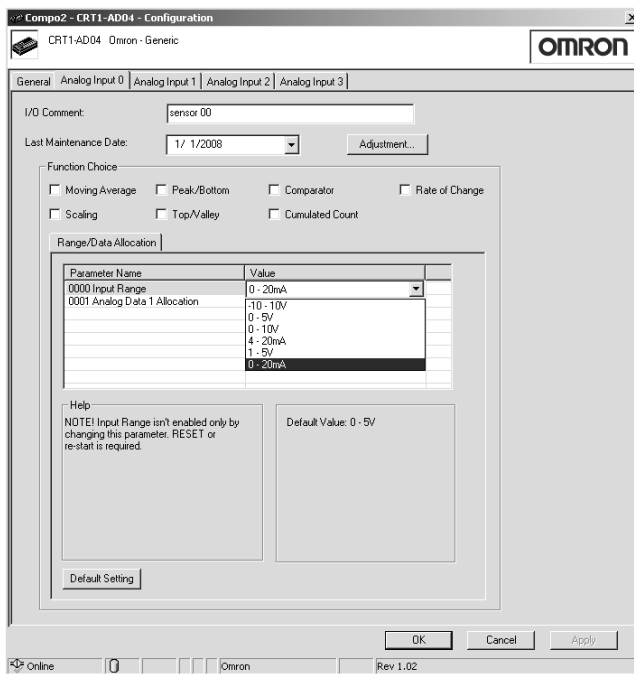 Compo2 - CRT1-AD04 - Configuration
CRT1-AD04 Omron - Generic
OMRON
General Analog Input 0 Analog Input 1 Analog Input 2 Analog Input 3
I/O Comment: sensor 00
Last Maintenance Date: 1/ 1/2008 Adjustment...
Function Choice
Moving Average Peak/Bottom Comparator Rate of Change
Scaling Top/Valley Cumulated Count
Range/Data Allocation
Parameter Name Value
0000 Input Range 0 - 20mA
0001 Analog Data 1 Allocation
-10 - 10V
0 - 5V
0 - 10V
4 - 20mA
1 - 5V
0 - 20mA
Help
NOTE! Input Range isn't enabled only by
changing this parameter. RESET or
re-start is required.
Default Value: 0 - 5V
Default Setting
OK Cancel Apply
Online Omron Rev 1.02